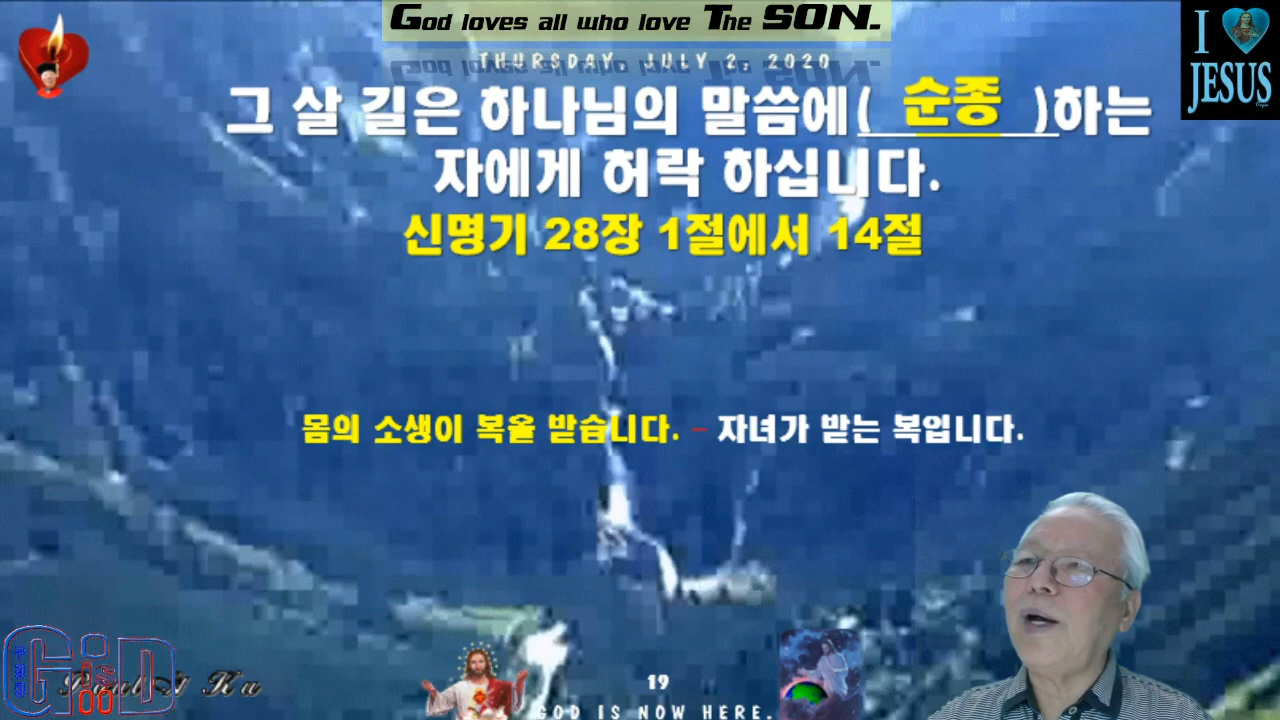 God loves all who love The SON.
THURSDAY, JULY 2, 2020
I
JESUS
그 살 길은 하나님의 말씀에( 순종 )하는
자에게 허락 하십니다.
신명기 28장 1절에서 14절
몸의 소생이 복을 받습니다. - 자녀가 받는 복입니다.
GisD
19
GOD IS NOW HERE.